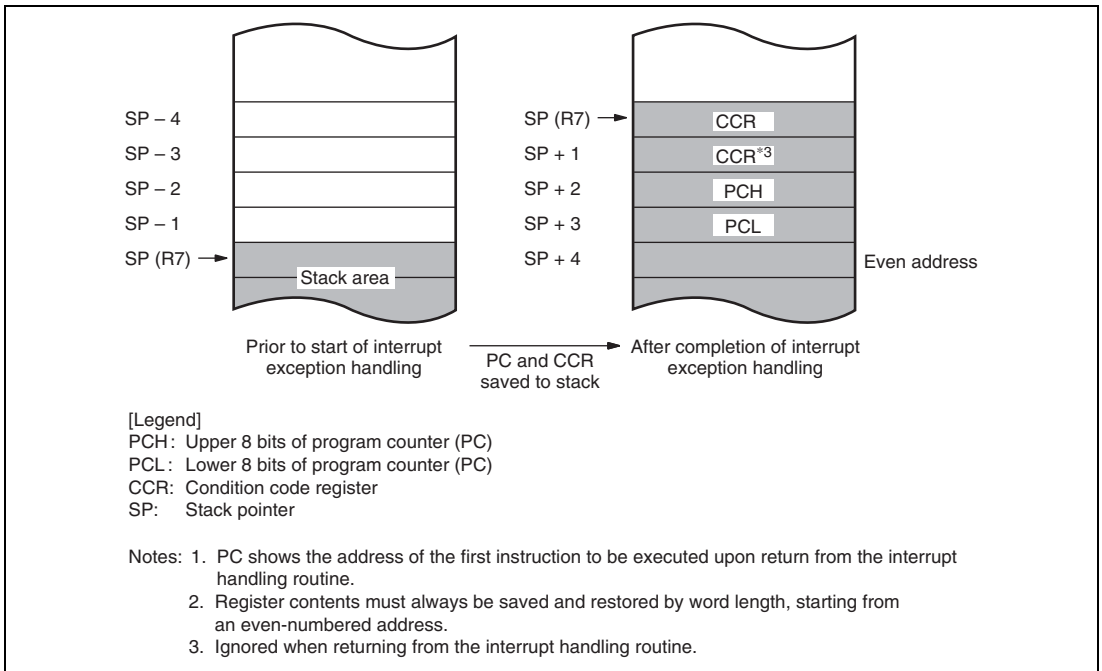 SP – 4
SP – 3
SP – 2
SP – 1
SP (R7)
Stack area
Prior to start of interrupt
exception handling
PC and CCR
saved to stack
SP (R7)
SP + 1
SP + 2
SP + 3
SP + 4
CCR
CCR*3
PCH
PCL
Even address
After completion of interrupt
exception handling
[Legend]
PCH: Upper 8 bits of program counter (PC)
PCL: Lower 8 bits of program counter (PC)
CCR: Condition code register
SP: Stack pointer
Notes: 1. PC shows the address of the first instruction to be executed upon return from the interrupt
handling routine.
2. Register contents must always be saved and restored by word length, starting from
an even-numbered address.
3. Ignored when returning from the interrupt handling routine.